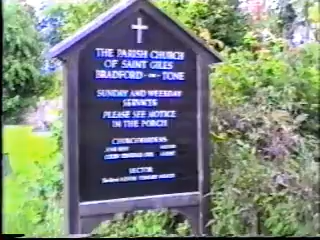 THE PARISH CHURCH
OF SAINT GILES
BRADFORD-ON-TONE
SUNDAY AND WEEKDAY
SERVICES
PLEASE SEE NOTICE
IN THE PORCH
CHURCHWARDENS
RECTOR